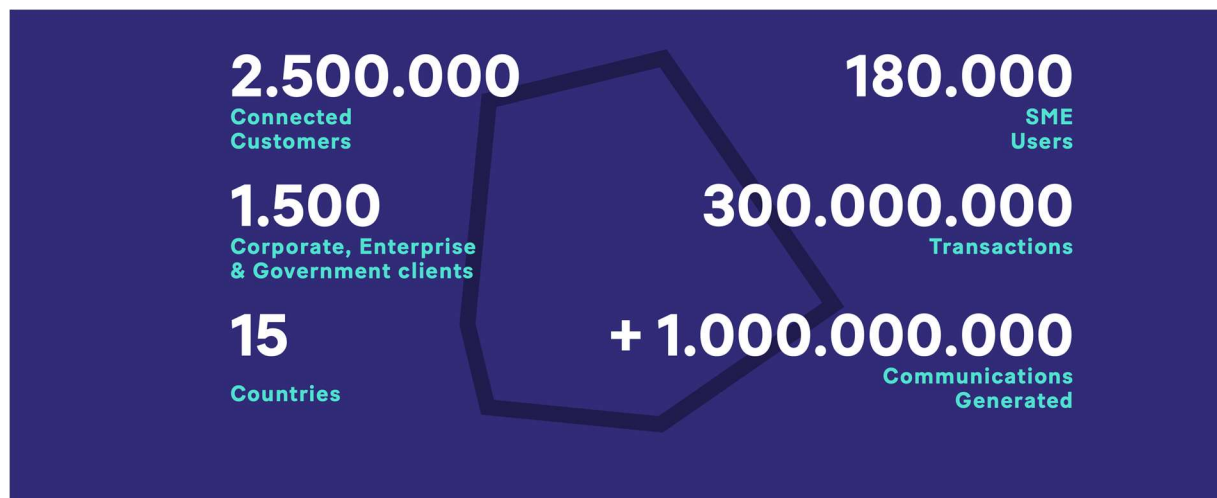 2.500.000
Connected
Customers
180.000
SME
Users
1.500
Corporate, Enterprise
& Government clients
300.000.000
Transactions
15
Countries
+ 1.000.000.000
Communications
Generated